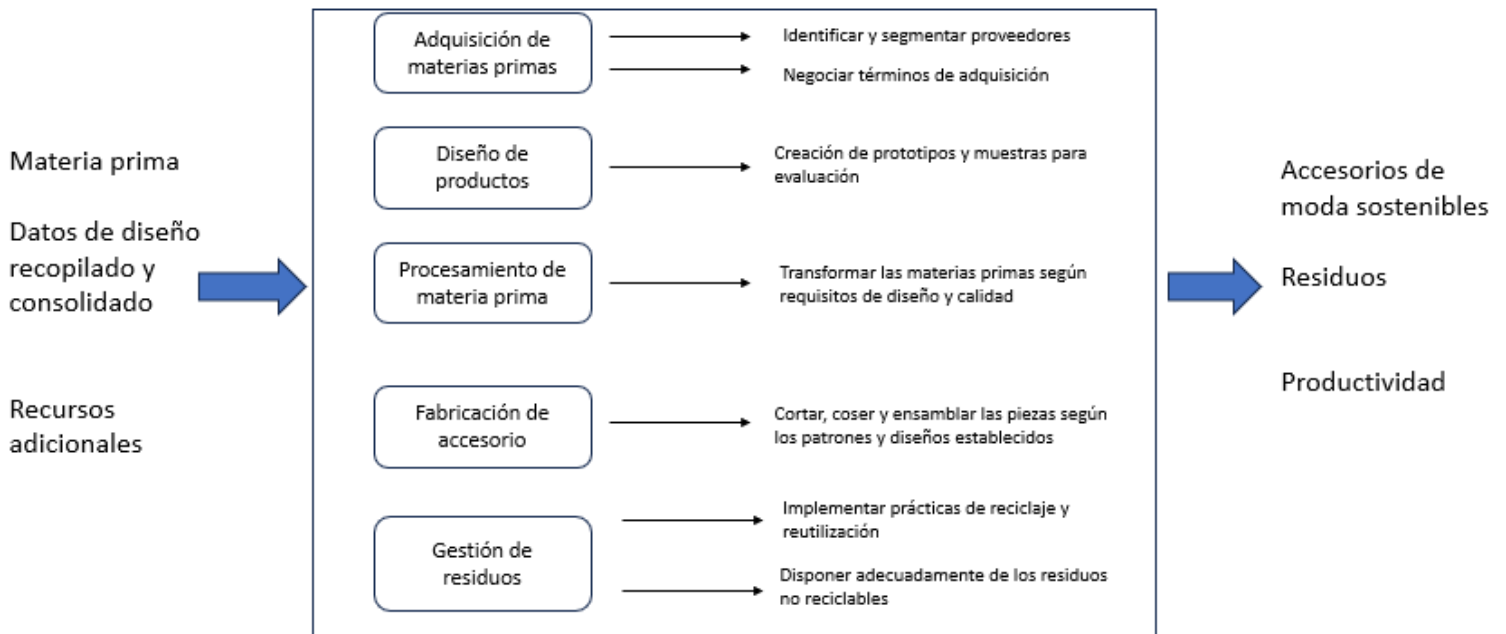 Materia prima
Datos de diseño
recopilado y
consolidado
Recursos
adicionales
Adquisición de
materias primas
Identificar y segmentar proveedores
Negociar términos de adquisición
Diseño de
productos
Creación de prototipos y muestras para
evaluación
Procesamiento de
materia prima
Transformar las materias primas según
requisitos de diseño y calidad
Fabricación de
accesorio
Cortar, coser y ensamblar las piezas según
los patrones y diseños establecidos
Gestión de
residuos
Implementar prácticas de reciclaje y
reutilización
Disponer adecuadamente de los residuos
no reciclables
Accesorios de
moda sostenibles
Residuos
Productividad